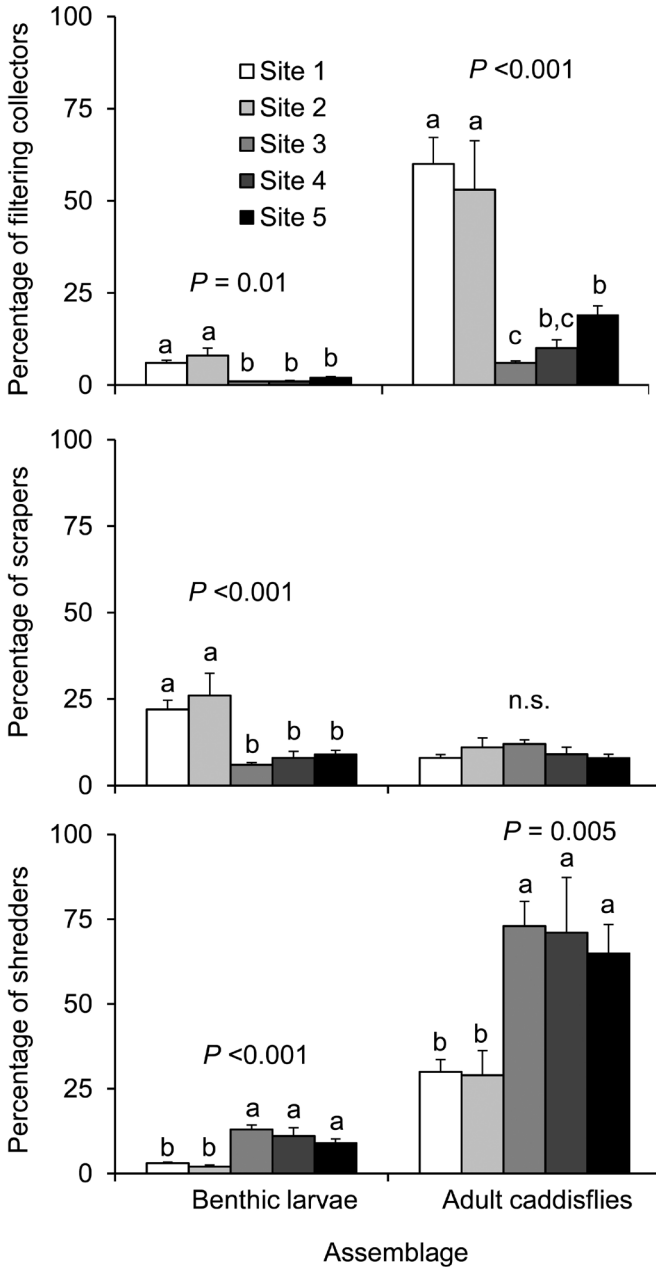 Percentage of filtering collectors
100
75
50
25
0
Site 1
Site 2
Site 3
Site 4
Site 5
P = 0.01
a a b b b
P <0.001
a a c b,c b
Percentage of scrapers
100
75
50
25
0
P <0.001
a a b b b
n.s.
Percentage of shredders
100
75
50
25
0
P <0.001
b b a a a
P = 0.005
b b a a a
Benthic larvae Adult caddisflies
Assemblage